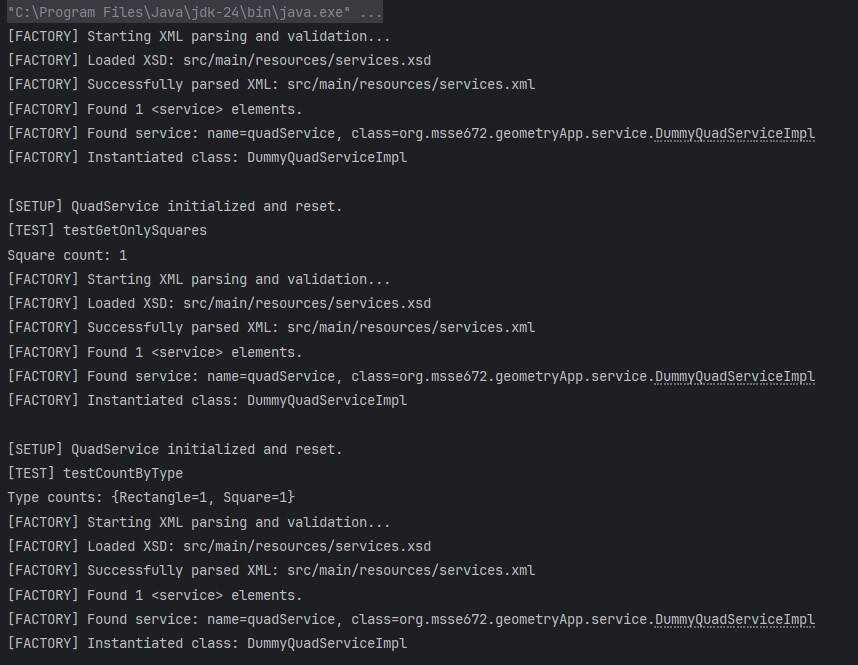 "C:\Program Files\Java\jdk-24\bin\java.exe" ...
[FACTORY] Starting XML parsing and validation...
[FACTORY] Loaded XSD: src/main/resources/services.xsd
[FACTORY] Successfully parsed XML: src/main/resources/services.xml
[FACTORY] Found 1 <service> elements.
[FACTORY] Found service: name=quadService, class=org.msse672.geometryApp.service.DummyQuadServiceImpl
[FACTORY] Instantiated class: DummyQuadServiceImpl
[SETUP] QuadService initialized and reset.
[TEST] testGetOnlySquares
Square count: 1
[FACTORY] Starting XML parsing and validation...
[FACTORY] Loaded XSD: src/main/resources/services.xsd
[FACTORY] Successfully parsed XML: src/main/resources/services.xml
[FACTORY] Found 1 <service> elements.
[FACTORY] Found service: name=quadService, class=org.msse672.geometryApp.service.DummyQuadServiceImpl
[FACTORY] Instantiated class: DummyQuadServiceImpl
[SETUP] QuadService initialized and reset.
[TEST] testCountByType
Type counts: {Rectangle=1, Square=1}
[FACTORY] Starting XML parsing and validation...
[FACTORY] Loaded XSD: src/main/resources/services.xsd
[FACTORY] Successfully parsed XML: src/main/resources/services.xml
[FACTORY] Found 1 <service> elements.
[FACTORY] Found service: name=quadService, class=org.msse672.geometryApp.service.DummyQuadServiceImpl
[FACTORY] Instantiated class: DummyQuadServiceImpl